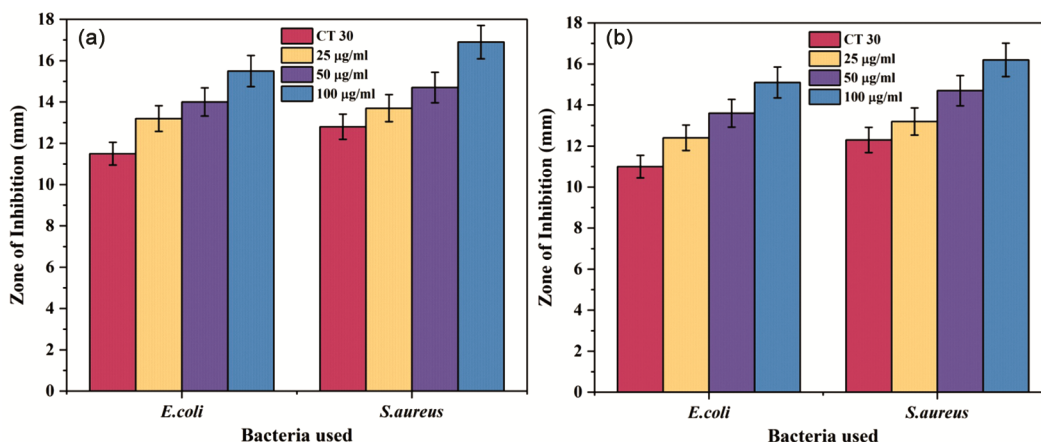 (a)
CT 30
25 μg/ml
50 μg/ml
100 μg/ml
Zone of Inhibition (mm)
18
16
14
12
10
8
6
4
2
0
E.coli
S.aureus
Bacteria used
(b)
CT 30
25 μg/ml
50 μg/ml
100 μg/ml
Zone of Inhibition (mm)
18
16
14
12
10
8
6
4
2
0
E.coli
S.aureus
Bacteria used